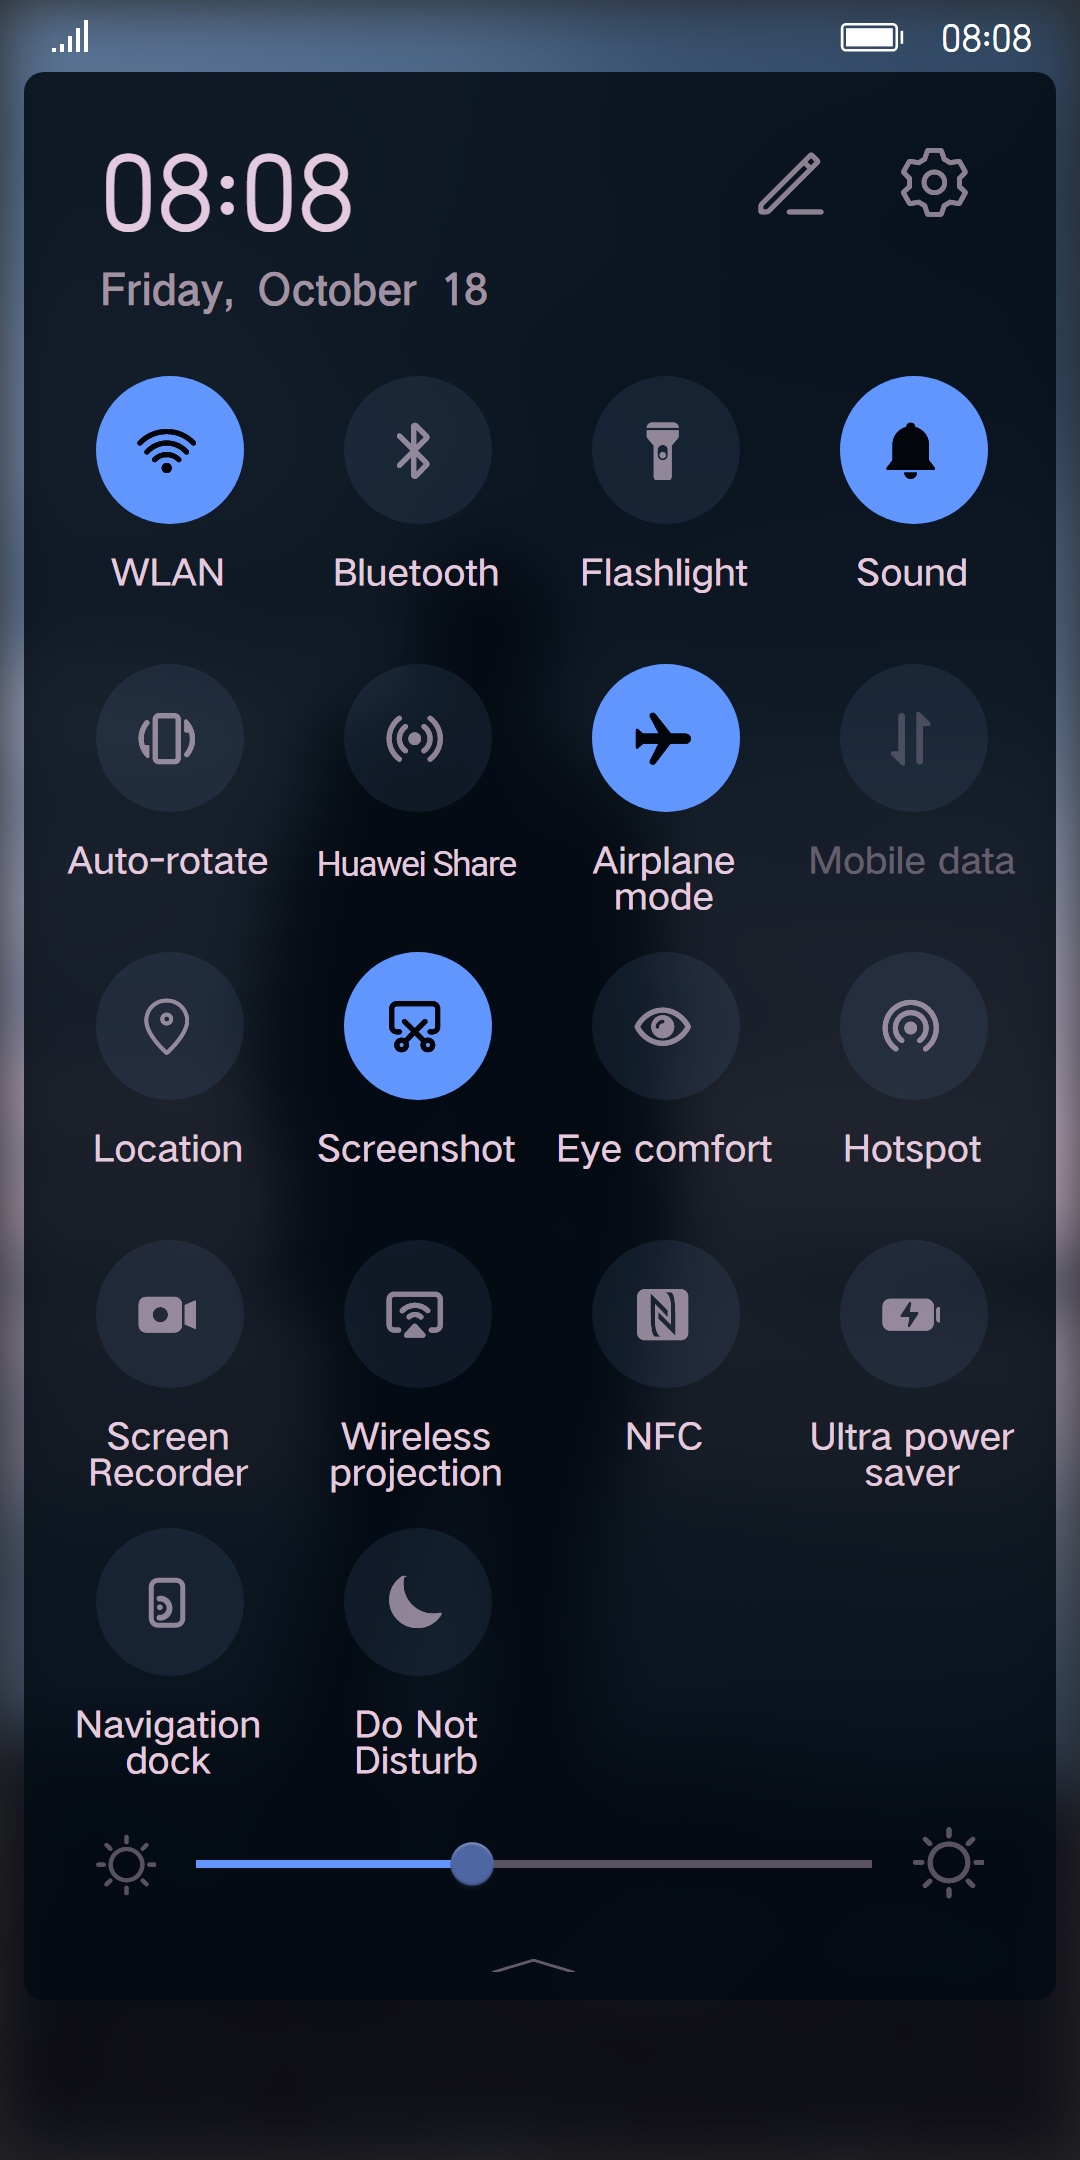 08:08
08:08
Friday, October 18
WLAN Bluetooth Flashlight Sound
Auto-rotate Huawei Share Airplane mode Mobile data
Location Screenshot Eye comfort Hotspot
Screen Recorder Wireless projection NFC Ultra power saver
Navigation dock Do Not Disturb